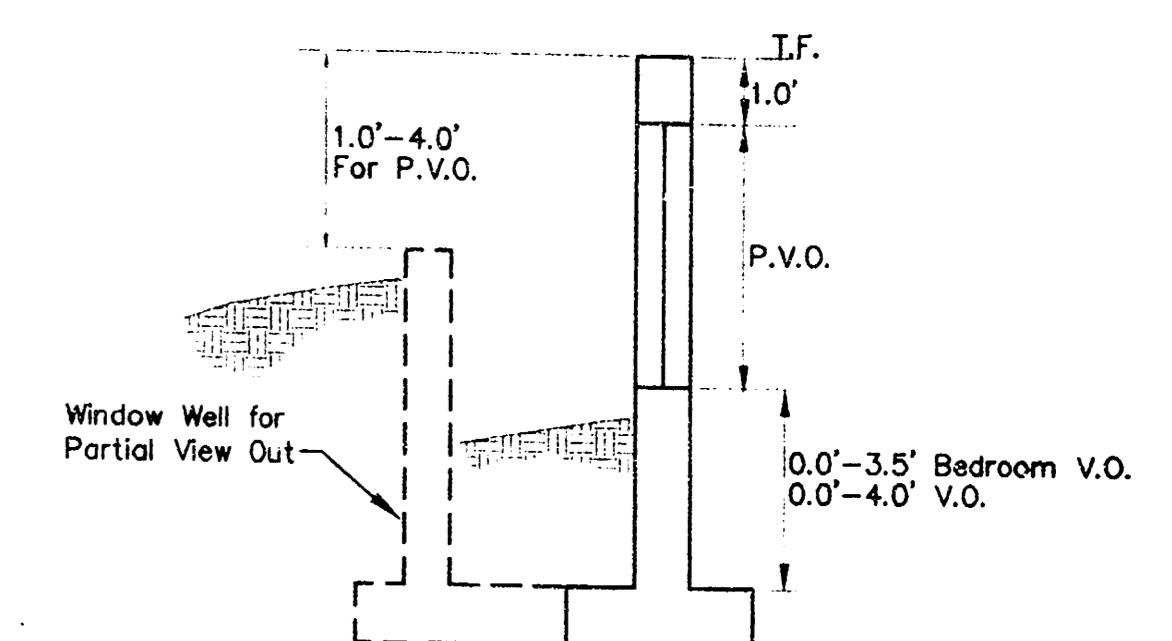 T.F.
1.0'
1.0'-4.0'
For P.V.O.
P.V.O.
Window Well for
Partial View Out
0.0'-3.5' Bedroom V.O.
0.0'-4.0' V.O.